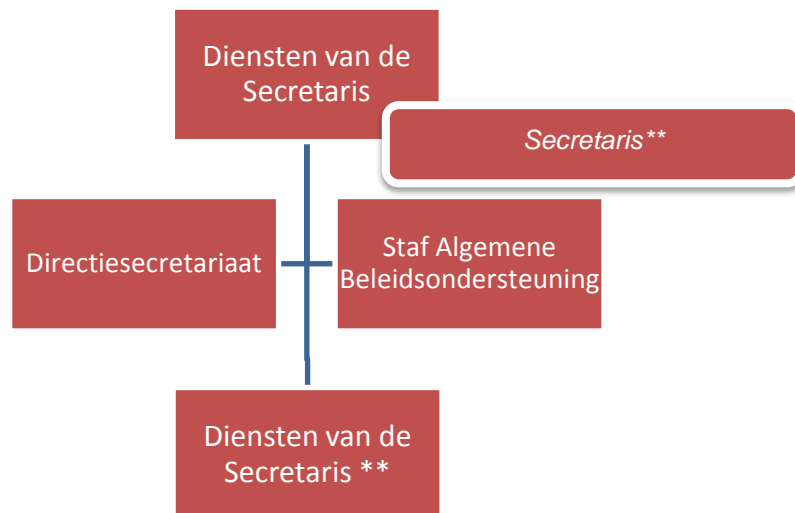 Diensten van de
Secretaris
Secretaris**
Directiesecretariaat
Staf Algemene
Beleidsondersteuning
Diensten van de
Secretaris **